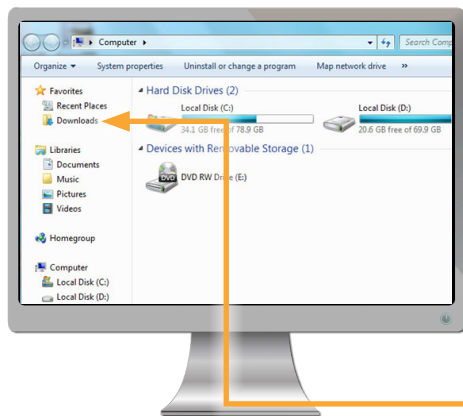 Computer
Search Comp
Organize
System properties
Uninstall or change a program
Map network drive
»
Favorites
Recent Places
Downloads
Libraries
Documents
Music
Pictures
Videos
Homegroup
Computer
Local Disk (C:)
Local Disk (D:)
Hard Disk Drives (2)
Local Disk (C:)
34.1 GB free of 78.9 GB
Local Disk (D:)
20.6 GB free of 69.9 GB
Devices with Removable Storage (1)
DVD
DVD RW Drive (E:)